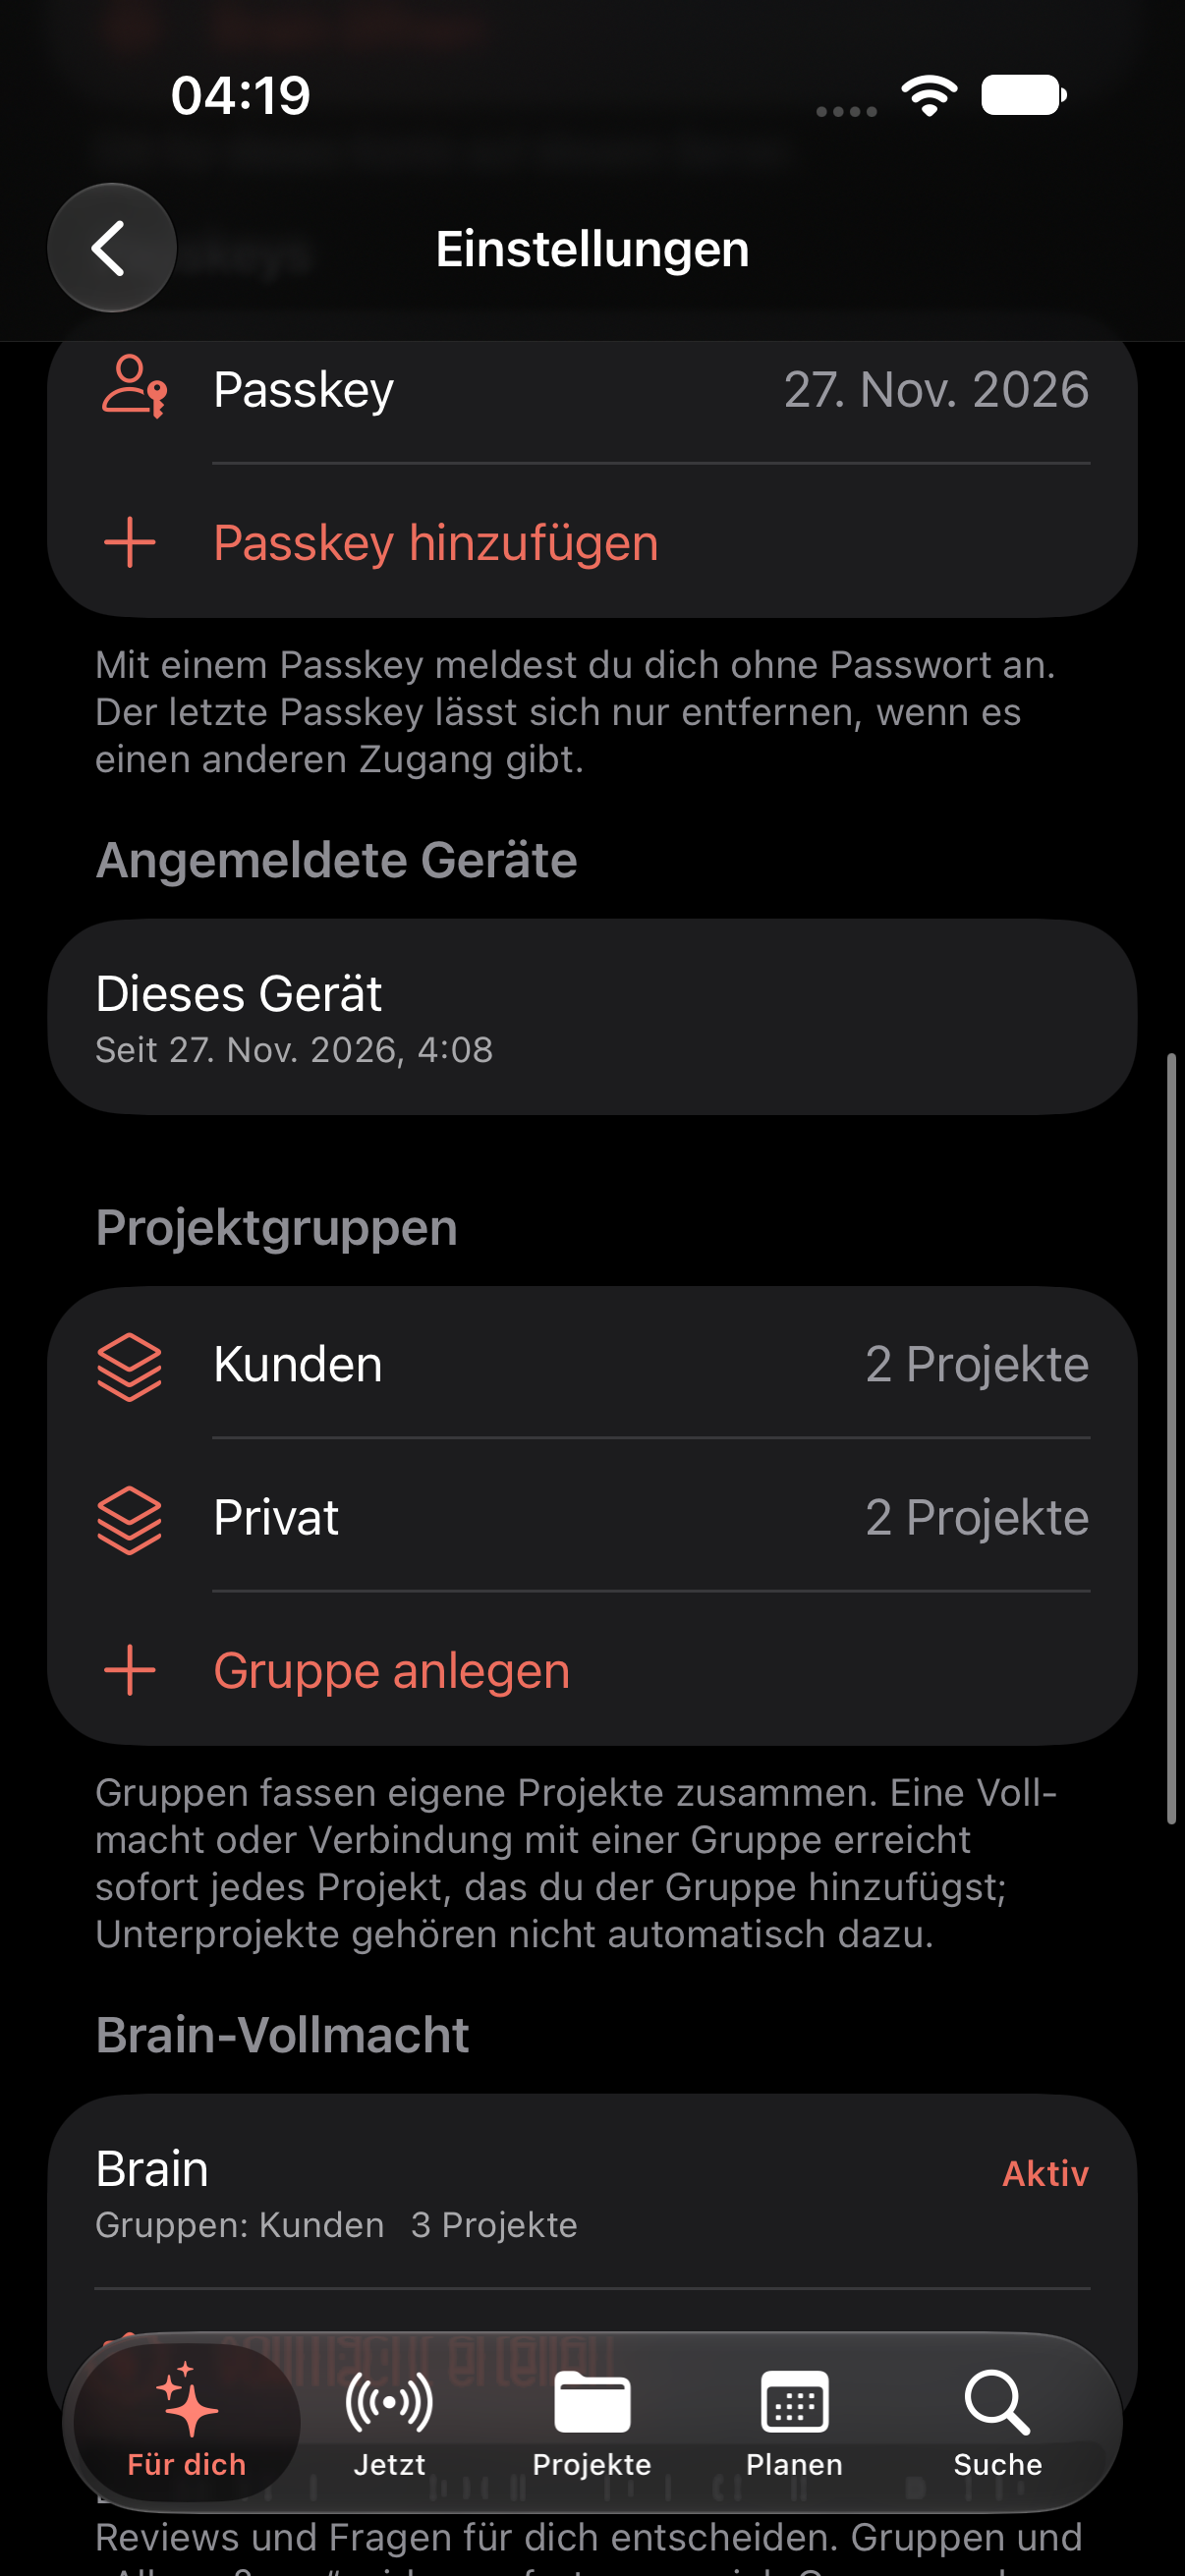 04:19
Einstellungen
Passkey 27. Nov. 2026
Passkey hinzufügen
Mit einem Passkey meldest du dich ohne Passwort an.
Der letzte Passkey lässt sich nur entfernen, wenn es
einen anderen Zugang gibt.
Angemeldete Geräte
Dieses Gerät
Seit 27. Nov. 2026, 4:08
Projektgruppen
Kunden 2 Projekte
Privat 2 Projekte
Gruppe anlegen
Gruppen fassen eigene Projekte zusammen. Eine Voll-
macht oder Verbindung mit einer Gruppe erreicht
sofort jedes Projekt, das du der Gruppe hinzufügst;
Unterprojekte gehören nicht automatisch dazu.
Brain-Vollmacht
Brain Aktiv
Gruppen: Kunden 3 Projekte
Für dich Jetzt Projekte Planen Suche
Reviews und Fragen für dich entscheiden. Gruppen und